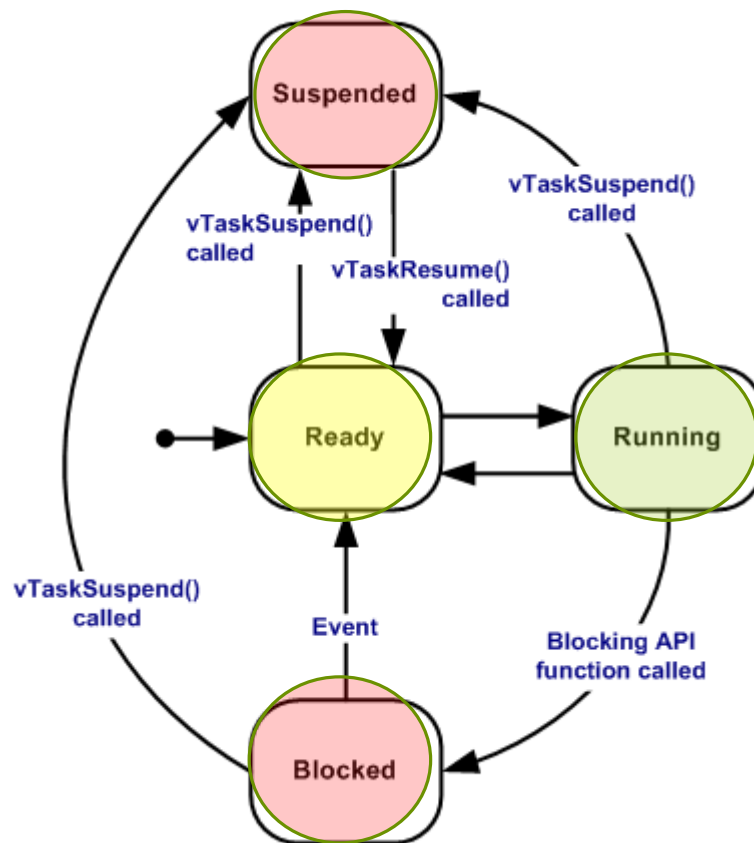 Suspended
vTaskSuspend()
called
vTaskSuspend()
called
vTaskResume()
called
Ready
Running
vTaskSuspend()
called
Event
Blocking API
function called
Blocked